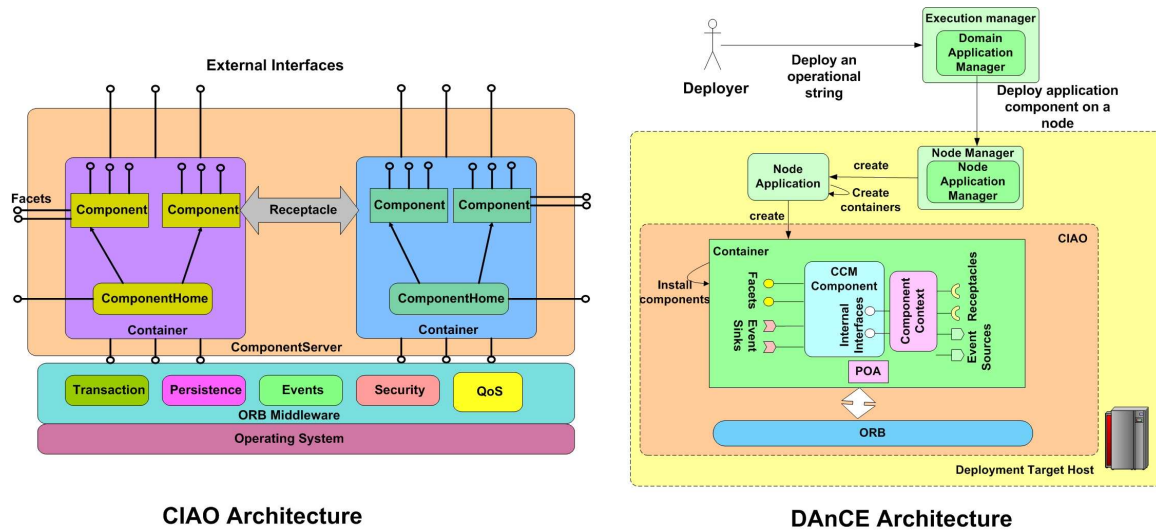 External Interfaces
Facets
Component
Component
Receptacle
Component
Component
ComponentHome
ComponentHome
Container
Container
ComponentServer
Transaction
Persistence
Events
Security
QoS
ORB Middleware
Operating System
CIAO Architecture
Execution manager
Domain
Application
Manager
Deploy an
operational
string
Deployer
Deploy application
component on a
node
Node Manager
Node
Application
Manager
create
Node
Application
Create
containers
create
CIAO
Container
Install
components
CCM
Component
Facets
Event
Sinks
Internal
Interfaces
Component
Context
Receptacles
Event
Sources
POA
ORB
Deployment Target Host
DAnCE Architecture